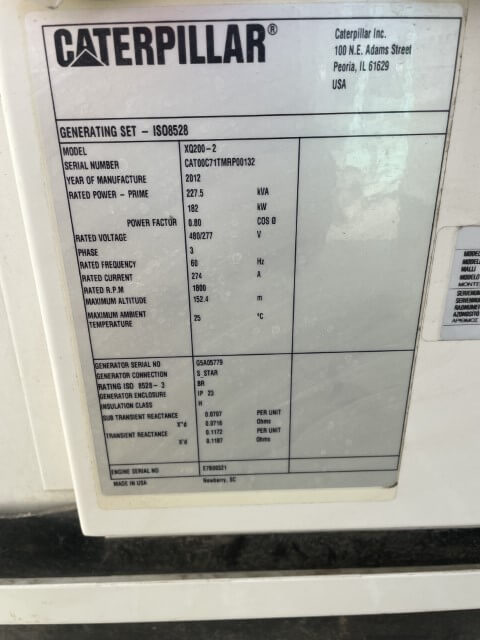 CATERPILLAR®
Caterpillar Inc.
100 N.E. Adams Street
Peoria, IL 61629
USA
GENERATING SET - ISO8528
MODEL XQ200-2
SERIAL NUMBER CAT00C71TMRP00132
YEAR OF MANUFACTURE 2012
RATED POWER - PRIME 227.5 kVA
182 kW
POWER FACTOR 0.80 COS Ø
RATED VOLTAGE 480/277 V
PHASE 3
RATED FREQUENCY 60 Hz
RATED CURRENT 274 A
RATED R.P.M 1800
MAXIMUM ALTITUDE 152.4 m
MAXIMUM AMBIENT
TEMPERATURE 25 °C
GENERATOR SERIAL NO G5A05779
GENERATOR CONNECTION S_STAR
RATING ISO 8528 - 3 BR
GENERATOR ENCLOSURE IP 23
INSULATION CLASS H
SUB TRANSIENT REACTANCE 0.0707 PER UNIT
X"d 0.0716 Ohms
TRANSIENT REACTANCE 0.1172 PER UNIT
X'd 0.1187 Ohms
ENGINE SERIAL NO
MADE IN USA Newberry, SC
MODEL
MALLI
MODELO